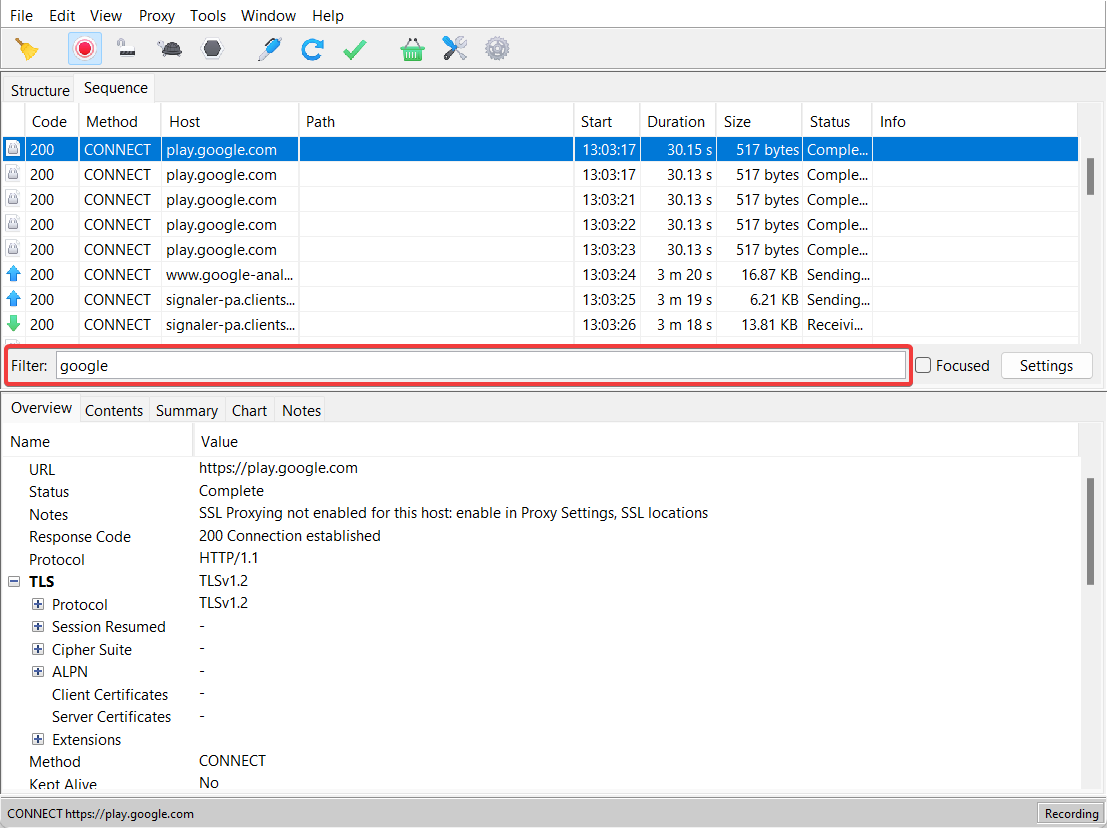 File Edit View Proxy Tools Window Help
Structure Sequence
Code Method Host Path Start Duration Size Status Info
200 CONNECT play.google.com 13:03:17 30.15 s 517 bytes Comple...
200 CONNECT play.google.com 13:03:17 30.13 s 517 bytes Comple...
200 CONNECT play.google.com 13:03:21 30.13 s 517 bytes Comple...
200 CONNECT play.google.com 13:03:22 30.13 s 517 bytes Comple...
200 CONNECT play.google.com 13:03:23 30.13 s 517 bytes Comple...
200 CONNECT www.google-anal... 13:03:24 3 m 20 s 16.87 KB Sending...
200 CONNECT signaler-pa.clients... 13:03:25 3 m 19 s 6.21 KB Sending...
200 CONNECT signaler-pa.clients... 13:03:26 3 m 18 s 13.81 KB Receivi...
Filter: google Focused Settings
Overview Contents Summary Chart Notes
Name Value
URL https://play.google.com
Status Complete
Notes SSL Proxying not enabled for this host: enable in Proxy Settings, SSL locations
Response Code 200 Connection established
Protocol HTTP/1.1
TLS TLSv1.2
Protocol TLSv1.2
Session Resumed -
Cipher Suite -
ALPN -
Client Certificates -
Server Certificates -
Extensions
Method CONNECT
Kept Alive No
CONNECT https://play.google.com Recording